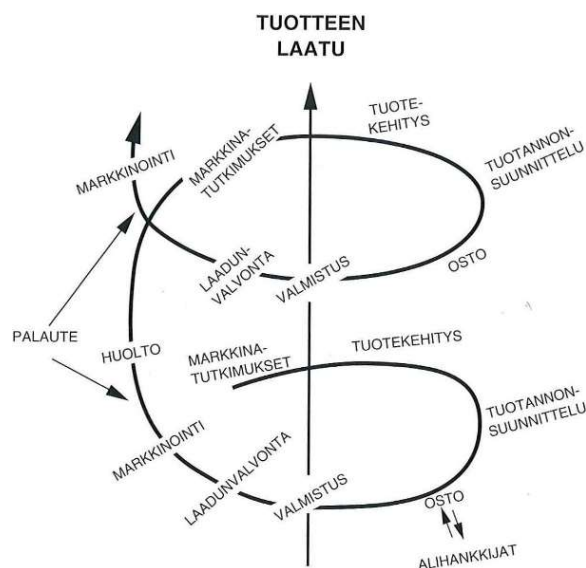 TUOTTEEN
LAATU
TUOTE-
KEHITYS
MARKKINA-
TUTKIMUKSET
TUOTANNON-
SUUNNITTELU
MARKKINOINTI
LAADUN-
VALVONTA
VALMISTUS
OSTO
PALAUTE
HUOLTO
MARKKINA-
TUTKIMUKSET
TUOTEKEHITYS
TUOTANNON-
SUUNNITTELU
MARKKINOINTI
LAADUNVALVONTA
VALMISTUS
OSTO
ALIHANKKIJAT